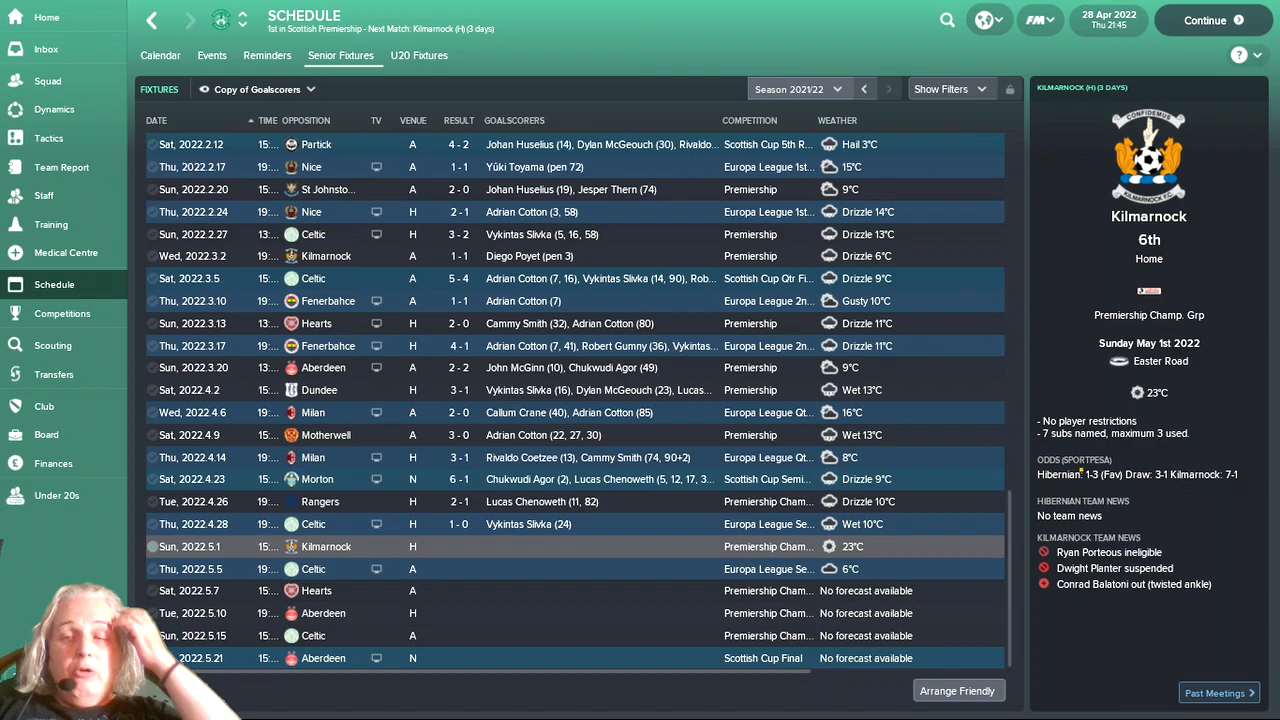 Home
Inbox
Squad
Dynamics
Tactics
Team Report
Staff
Training
Medical Centre
Schedule
Competitions
Scouting
Transfers
Club
Board
Finances
Under 20s
SCHEDULE
1st in Scottish Premiership - Next Match: Kilmarnock (H) (3 days)
FM
28 Apr 2022
Thu 21:45
Continue
Calendar Events Reminders Senior Fixtures U20 Fixtures
?
FIXTURES Copy of Goalscorers Season 2021/22 Show Filters
DATE TIME OPPOSITION TV VENUE RESULT GOALSCORERS COMPETITION WEATHER
Sat, 2022.2.12 15:... Partick A 4 - 2 Johan Huselius (14), Dylan McGeouch (30), Rivaldo... Scottish Cup 5th R... Hail 3°C
Thu, 2022.2.17 19:... Nice A 1 - 1 Yûki Toyama (pen 72) Europa League 1st... 15°C
Sun, 2022.2.20 15:... St Johnsto... A 2 - 0 Johan Huselius (19), Jesper Thern (74) Premiership 9°C
Thu, 2022.2.24 19:... Nice H 2 - 1 Adrian Cotton (3, 58) Europa League 1st... Drizzle 14°C
Sun, 2022.2.27 13:... Celtic H 3 - 2 Vykintas Slivka (5, 16, 58) Premiership Drizzle 13°C
Wed, 2022.3.2 19:... Kilmarnock A 1 - 1 Diego Poyet (pen 3) Premiership Drizzle 6°C
Sat, 2022.3.5 15:... Celtic A 5 - 4 Adrian Cotton (7, 16), Vykintas Slivka (14, 90), Rob... Scottish Cup Qtr Fi... Drizzle 9°C
Thu, 2022.3.10 19:... Fenerbahce A 1 - 1 Adrian Cotton (7) Europa League 2n... Gusty 10°C
Sun, 2022.3.13 13:... Hearts H 2 - 0 Cammy Smith (32), Adrian Cotton (80) Premiership Drizzle 11°C
Thu, 2022.3.17 19:... Fenerbahce H 4 - 1 Adrian Cotton (7, 41), Robert Gumny (36), Vykintas... Europa League 2n... Drizzle 11°C
Sun, 2022.3.20 13:... Aberdeen A 2 - 2 John McGinn (10), Chukwudi Agor (49) Premiership 9°C
Sat, 2022.4.2 15:... Dundee H 3 - 1 Vykintas Slivka (16), Dylan McGeouch (23), Lucas... Premiership Wet 13°C
Wed, 2022.4.6 19:... Milan A 2 - 0 Callum Crane (40), Adrian Cotton (85) Europa League Qt... 16°C
Sat, 2022.4.9 15:... Motherwell A 3 - 0 Adrian Cotton (22, 27, 30) Premiership Wet 13°C
Thu, 2022.4.14 19:... Milan H 3 - 1 Rivaldo Coetzee (13), Cammy Smith (74, 90+2) Europa League Qt... 8°C
Sat, 2022.4.23 15:... Morton N 6 - 1 Chukwudi Agor (2), Lucas Chenoweth (5, 12, 17, 3... Scottish Cup Semi... Drizzle 9°C
Tue, 2022.4.26 19:... Rangers H 2 - 1 Lucas Chenoweth (11, 82) Premiership Cham... Drizzle 10°C
Thu, 2022.4.28 19:... Celtic H 1 - 0 Vykintas Slivka (24) Europa League Se... Wet 10°C
Sun, 2022.5.1 15:... Kilmarnock H Premiership Cham... 23°C
Thu, 2022.5.5 19:... Celtic A Europa League Se... 6°C
Sat, 2022.5.7 15:... Hearts A Premiership Cham... No forecast available
Tue, 2022.5.10 19:... Aberdeen H Premiership Cham... No forecast available
Sun, 2022.5.15 15:... Celtic A Premiership Cham... No forecast available
2022.5.21 15:... Aberdeen N Scottish Cup Final No forecast available
Arrange Friendly
KILMARNOCK (H) (3 DAYS)
CONFIDEMUS
KILMARNOCK F.C.
Kilmarnock
6th
Home
Premiership Champ. Grp
Sunday May 1st 2022
Easter Road
23°C
- No player restrictions
- 7 subs named, maximum 3 used.
ODDS (SPORTPESA)
Hibernian: 1-3 (Fav) Draw: 3-1 Kilmarnock: 7-1
HIBERNIAN TEAM NEWS
No team news
KILMARNOCK TEAM NEWS
Ryan Porteous ineligible
Dwight Planter suspended
Conrad Balatoni out (twisted ankle)
Past Meetings